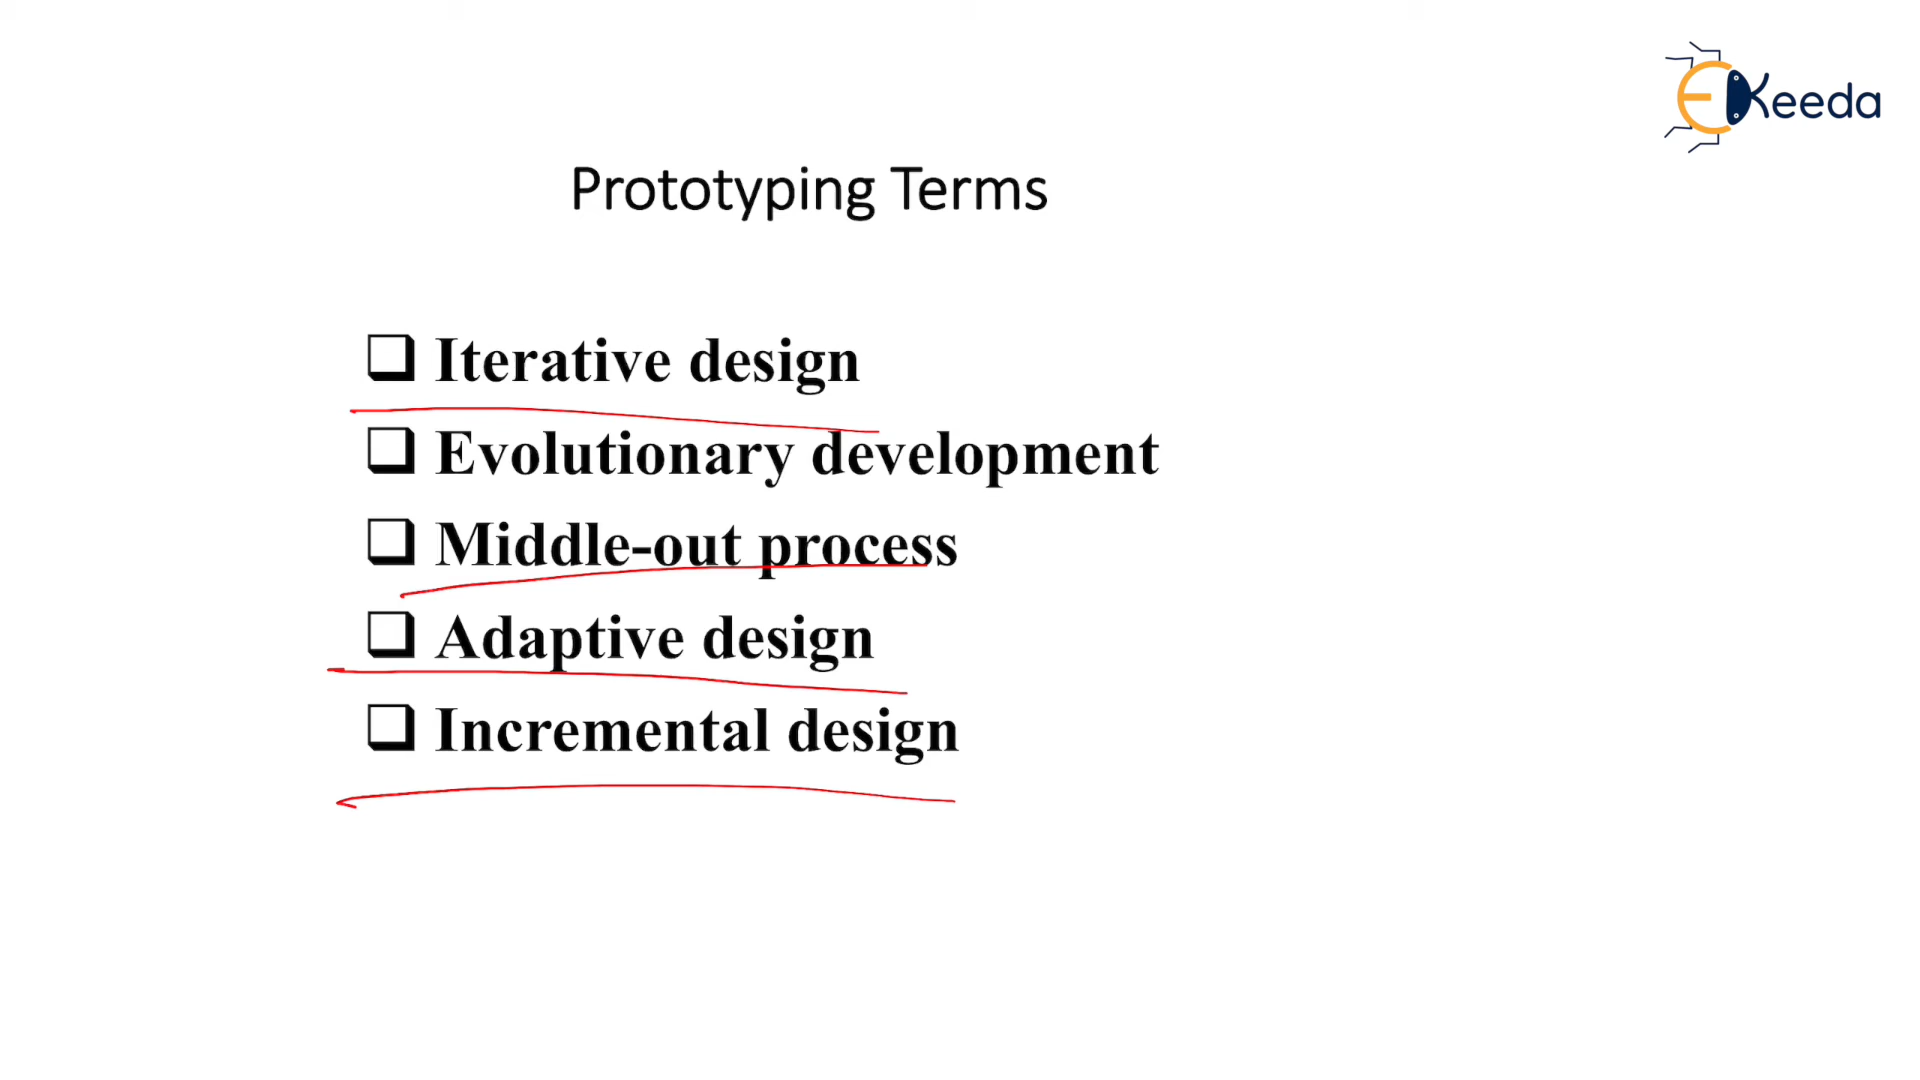 EKeeda
Prototyping Terms
Iterative design
Evolutionary development
Middle-out process
Adaptive design
Incremental design